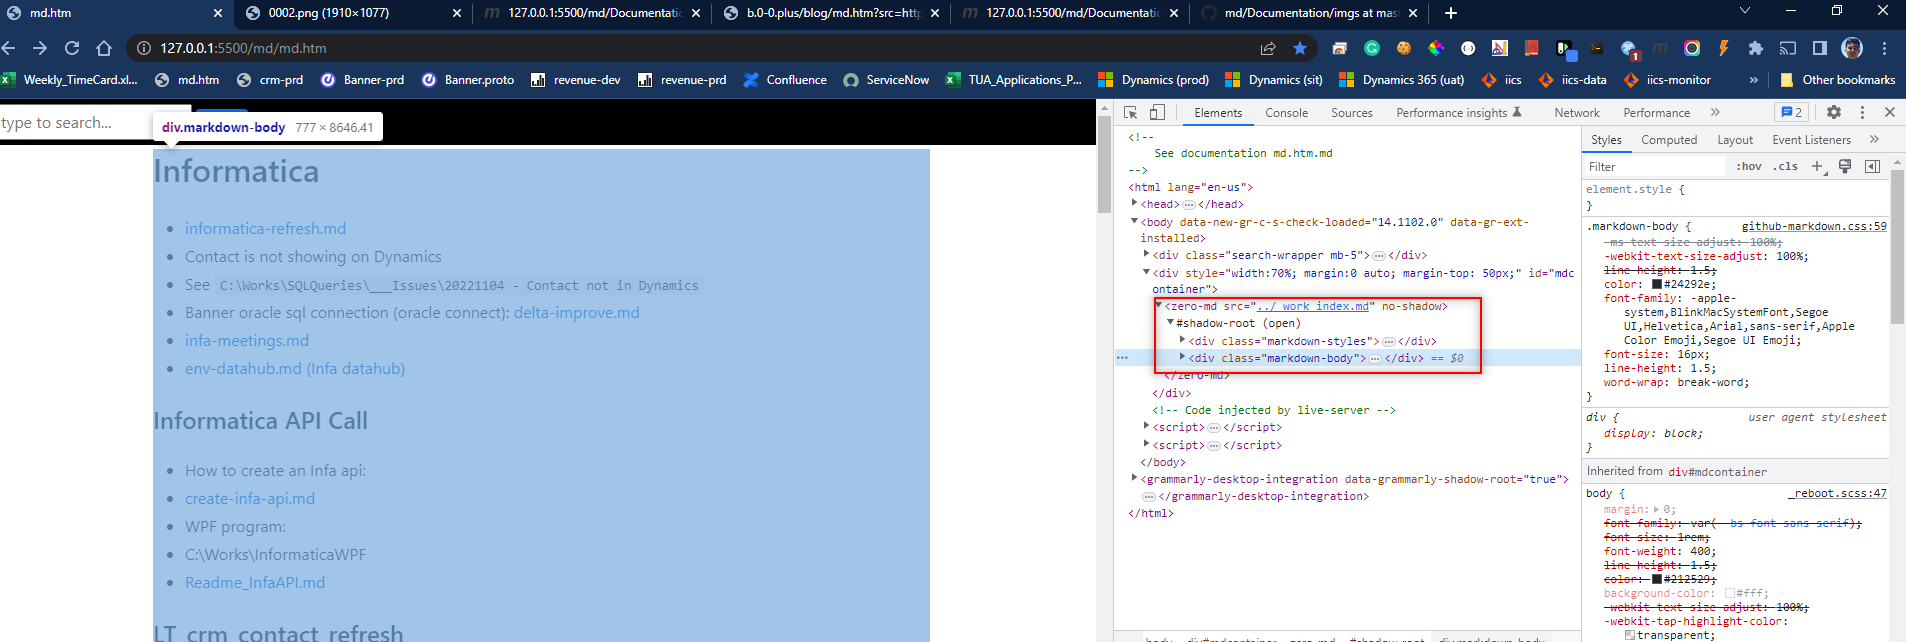 md.htm
0002.png (1910×1077)
127.0.0.1:5500/md/Documentatio
b.0-0.plus/blog/md.htm?src=http
127.0.0.1:5500/md/Documentatio
md/Documentation/imgs at mast
127.0.0.1:5500/md/md.htm
Weekly_TimeCard.xl...
md.htm
crm-prd
Banner-prd
Banner.proto
revenue-dev
revenue-prd
Confluence
ServiceNow
TUA_Applications_P...
Dynamics (prod)
Dynamics (sit)
Dynamics 365 (uat)
iics
iics-data
iics-monitor
»
Other bookmarks
type to search...
div.markdown-body 777 × 8646.41
Informatica
• informatica-refresh.md
• Contact is not showing on Dynamics
• See C:\Works\SQLQueries\___Issues\20221104 - Contact not in Dynamics
• Banner oracle sql connection (oracle connect): delta-improve.md
• infa-meetings.md
• env-datahub.md (Infa datahub)
Informatica API Call
• How to create an Infa api:
• create-infa-api.md
• WPF program:
• C:\Works\InformaticaWPF
• Readme_InfaAPI.md
LT_crm_contact_refresh
Elements Console Sources Performance insights Network Performance » 2
<!--
See documentation md.htm.md
-->
<html lang="en-us">
<head>…</head>
<body data-new-gr-c-s-check-loaded="14.1102.0" data-gr-ext-
installed>
<div class="search-wrapper mb-5">…</div>
<div style="width:70%; margin:0 auto; margin-top: 50px;" id="mdc
ontainer">
<zero-md src="../_work_index.md" no-shadow>
#shadow-root (open)
<div class="markdown-styles">…</div>
<div class="markdown-body">…</div> == $0
</zero-md>
</div>
<!-- Code injected by live-server -->
<script>…</script>
<script>…</script>
</body>
<grammarly-desktop-integration data-grammarly-shadow-root="true">
…</grammarly-desktop-integration>
</html>
body div#mdcontainer zero-md #shadow-root div.markdown-body
Styles Computed Layout Event Listeners »
Filter :hov .cls +
element.style {
}
.markdown-body { github-markdown.css:59
-ms-text-size-adjust: 100%;
-webkit-text-size-adjust: 100%;
line-height: 1.5;
color: #24292e;
font-family: -apple-
system,BlinkMacSystemFont,Segoe
UI,Helvetica,Arial,sans-serif,Apple
Color Emoji,Segoe UI Emoji;
font-size: 16px;
line-height: 1.5;
word-wrap: break-word;
}
div { user agent stylesheet
display: block;
}
Inherited from div#mdcontainer
body { _reboot.scss:47
margin: 0;
font-family: var(--bs-font-sans-serif);
font-size: 1rem;
font-weight: 400;
line-height: 1.5;
color: #212529;
background-color: #fff;
-webkit-text-size-adjust: 100%;
-webkit-tap-highlight-color:
transparent;